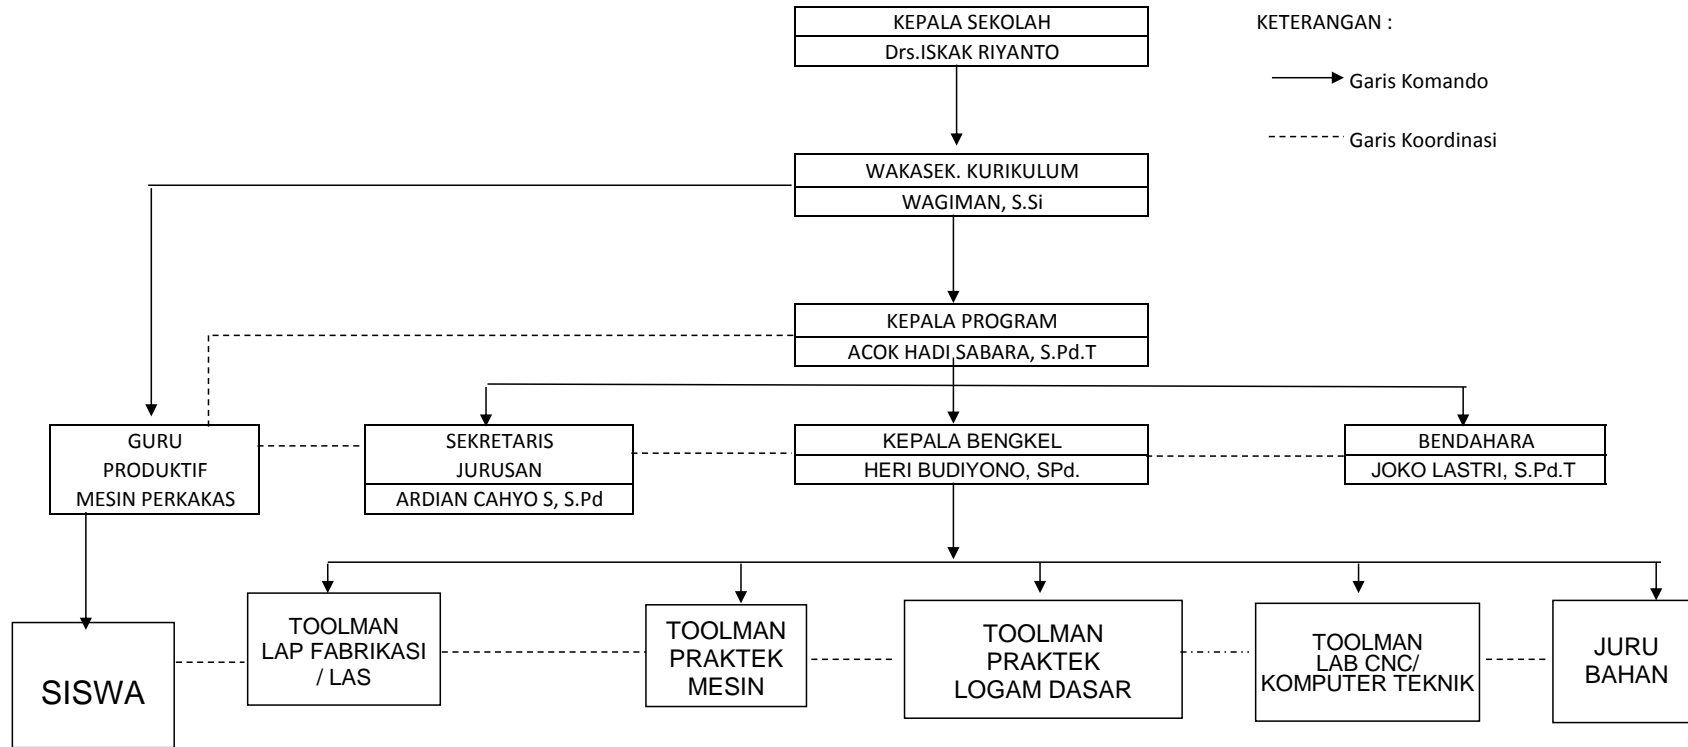 KEPALA SEKOLAH
Drs.ISKAK RIYANTO
KETERANGAN :
Garis Komando
Garis Koordinasi
WAKASEK. KURIKULUM
WAGIMAN, S.Si
KEPALA PROGRAM
ACOK HADI SABARA, S.Pd.T
GURU
PRODUKTIF
MESIN PERKAKAS
SEKRETARIS
JURUSAN
ARDIAN CAHYO S, S.Pd
KEPALA BENGKEL
HERI BUDIYONO, SPd.
BENDAHARA
JOKO LASTRI, S.Pd.T
SISWA
TOOLMAN
LAP FABRIKASI
/ LAS
TOOLMAN
PRAKTEK
MESIN
TOOLMAN
PRAKTEK
LOGAM DASAR
TOOLMAN
LAB CNC/
KOMPUTER TEKNIK
JURU
BAHAN